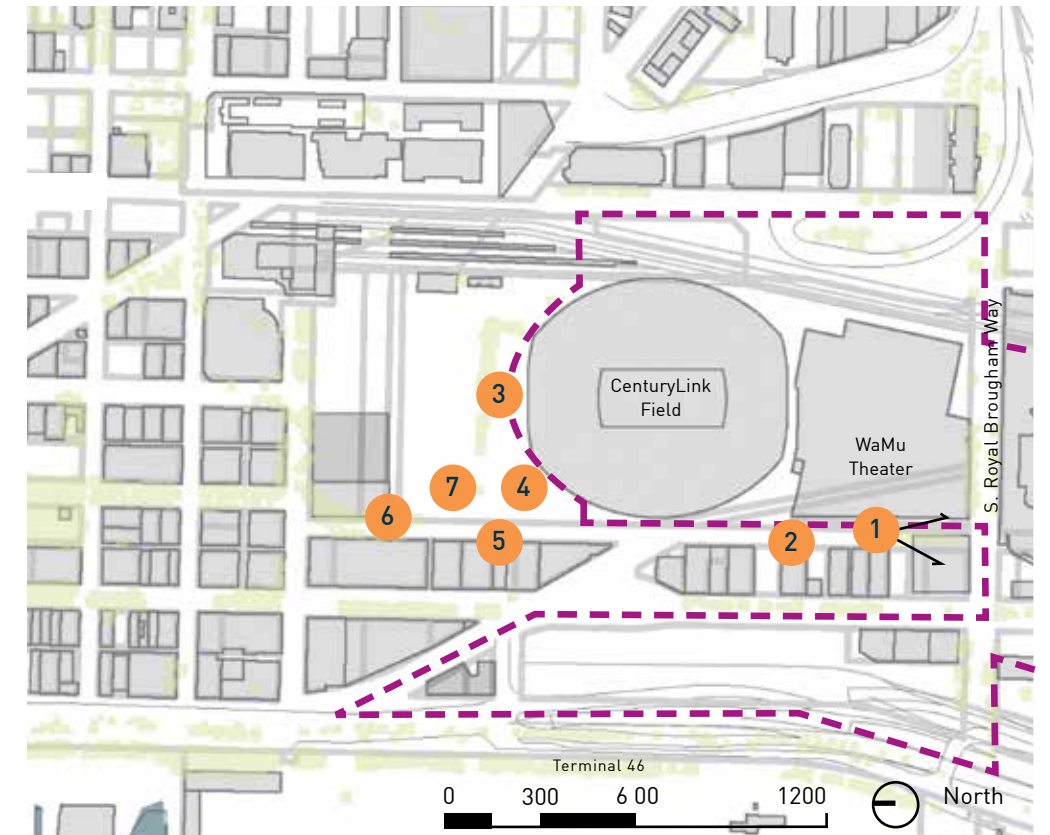 S. Royal Brougham Way
3
CenturyLink
Field
WaMu
Theater
7
4
6
5
2
1
Terminal 46
0 300 6 00 1200
North